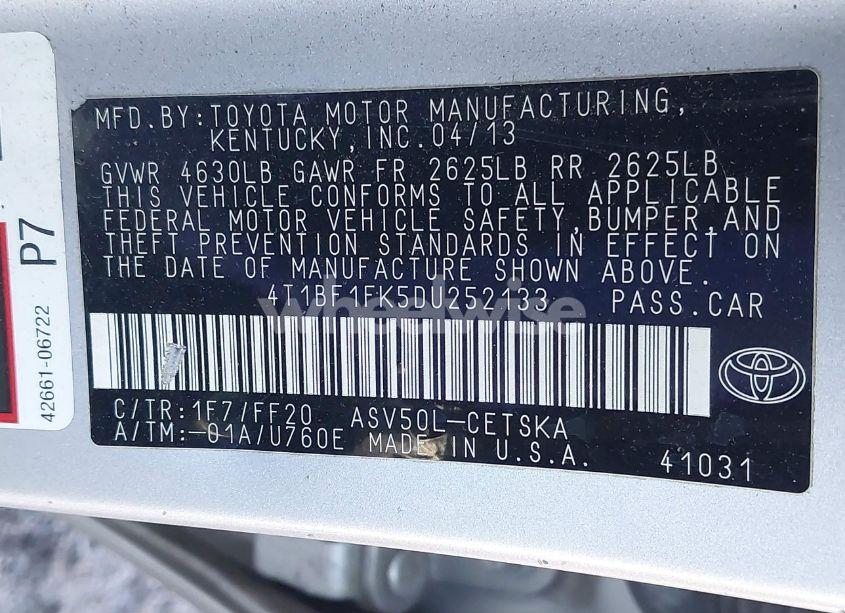 MFD.BY:TOYOTA MOTOR MANUFACTURING,
KENTUCKY,INC.04/13
GVWR 4630LB GAWR FR 2625LB RR 2625LB
THIS VEHICLE CONFORMS TO ALL APPLICABLE
FEDERAL MOTOR VEHICLE SAFETY,BUMPER,AND
THEFT PREVENTION STANDARDS IN EFFECT ON
THE DATE OF MANUFACTURE SHOWN ABOVE.
4T1BF1FK5DU252133 PASS.CAR
wheelwise
C/TR:1F7/FF20 ASV50L-CETSKA
A/TM:-01A/U760E MADE IN U.S.A. 41031
P7
42661-06722